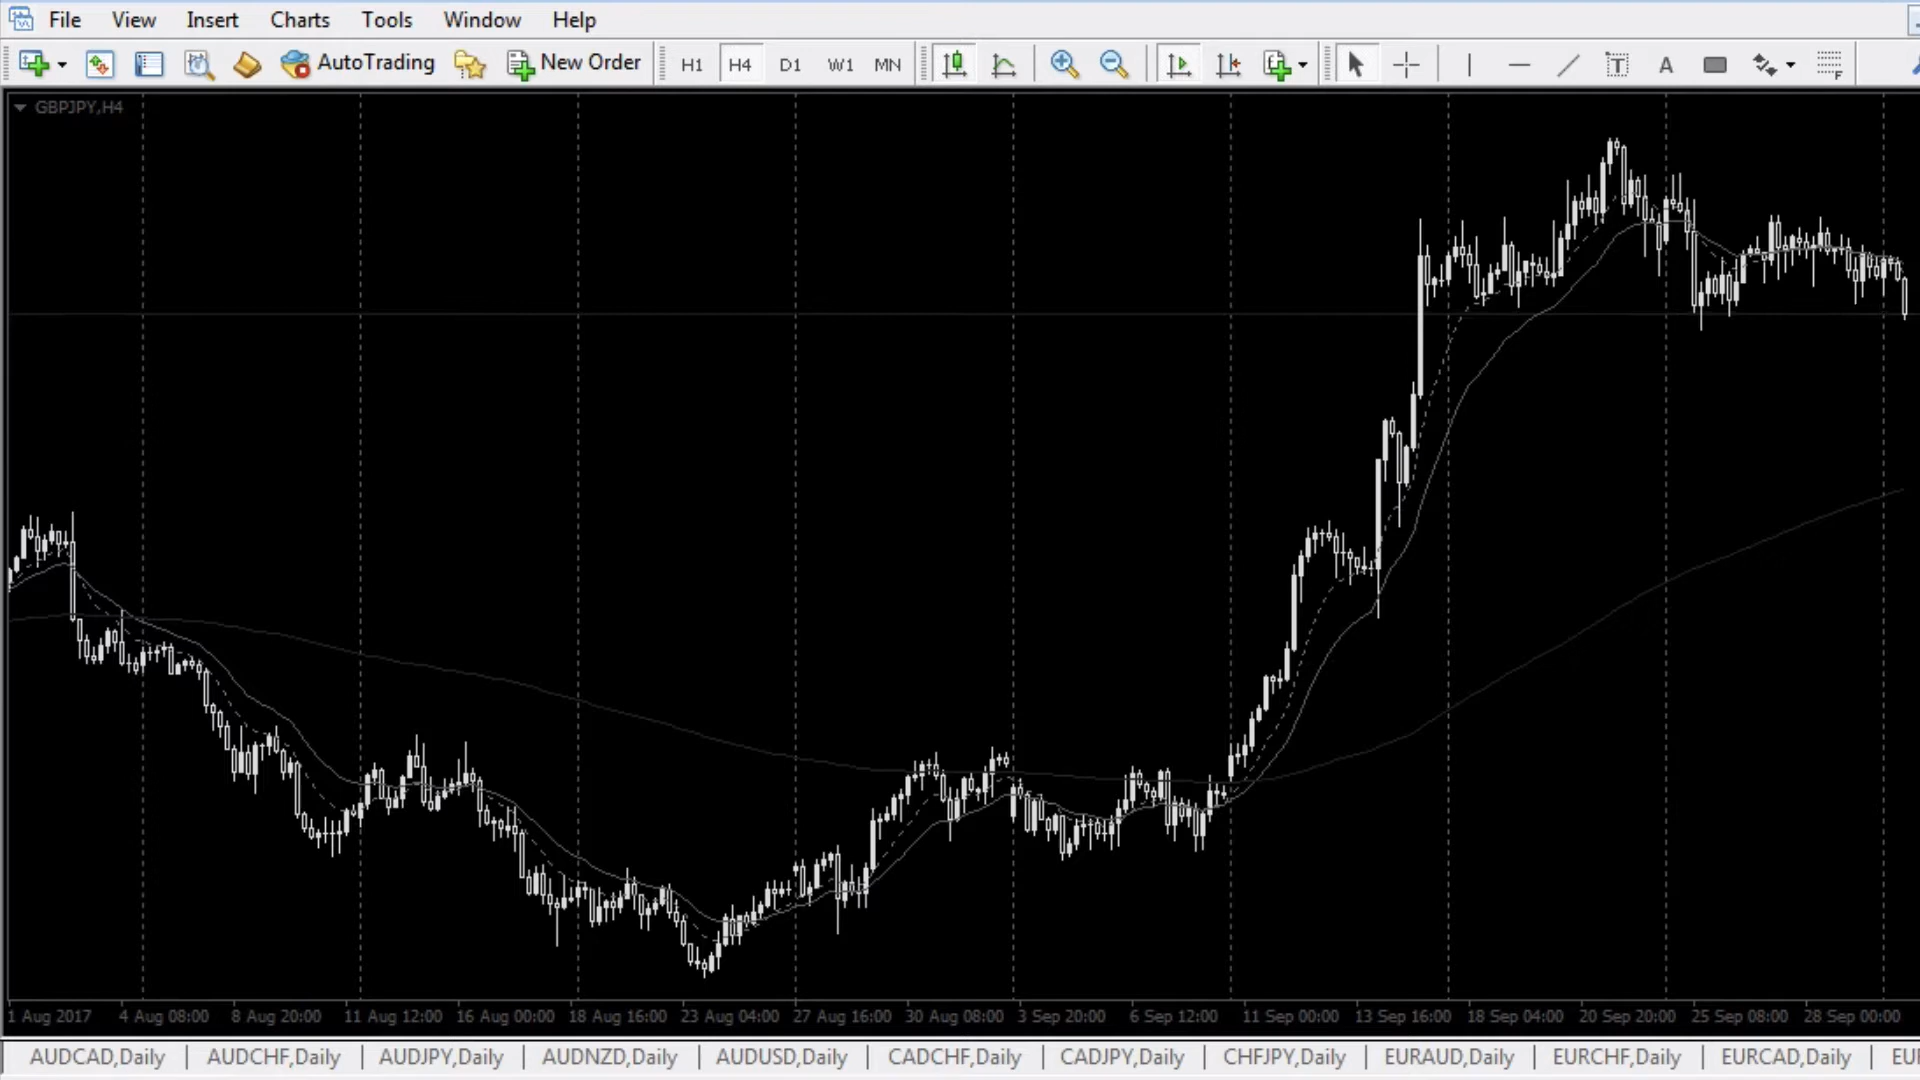 File View Insert Charts Tools Window Help
AutoTrading New Order H1 H4 D1 W1 MN A F
GBPJPY,H4
1 Aug 2017 4 Aug 08:00 8 Aug 20:00 11 Aug 12:00 16 Aug 00:00 18 Aug 16:00 23 Aug 04:00 27 Aug 16:00 30 Aug 08:00 3 Sep 20:00 6 Sep 12:00 11 Sep 00:00 13 Sep 16:00 18 Sep 04:00 20 Sep 20:00 25 Sep 08:00 28 Sep 00:00
AUDCAD,Daily AUDCHF,Daily AUDJPY,Daily AUDNZD,Daily AUDUSD,Daily CADCHF,Daily CADJPY,Daily CHFJPY,Daily EURAUD,Daily EURCHF,Daily EURCAD,Daily